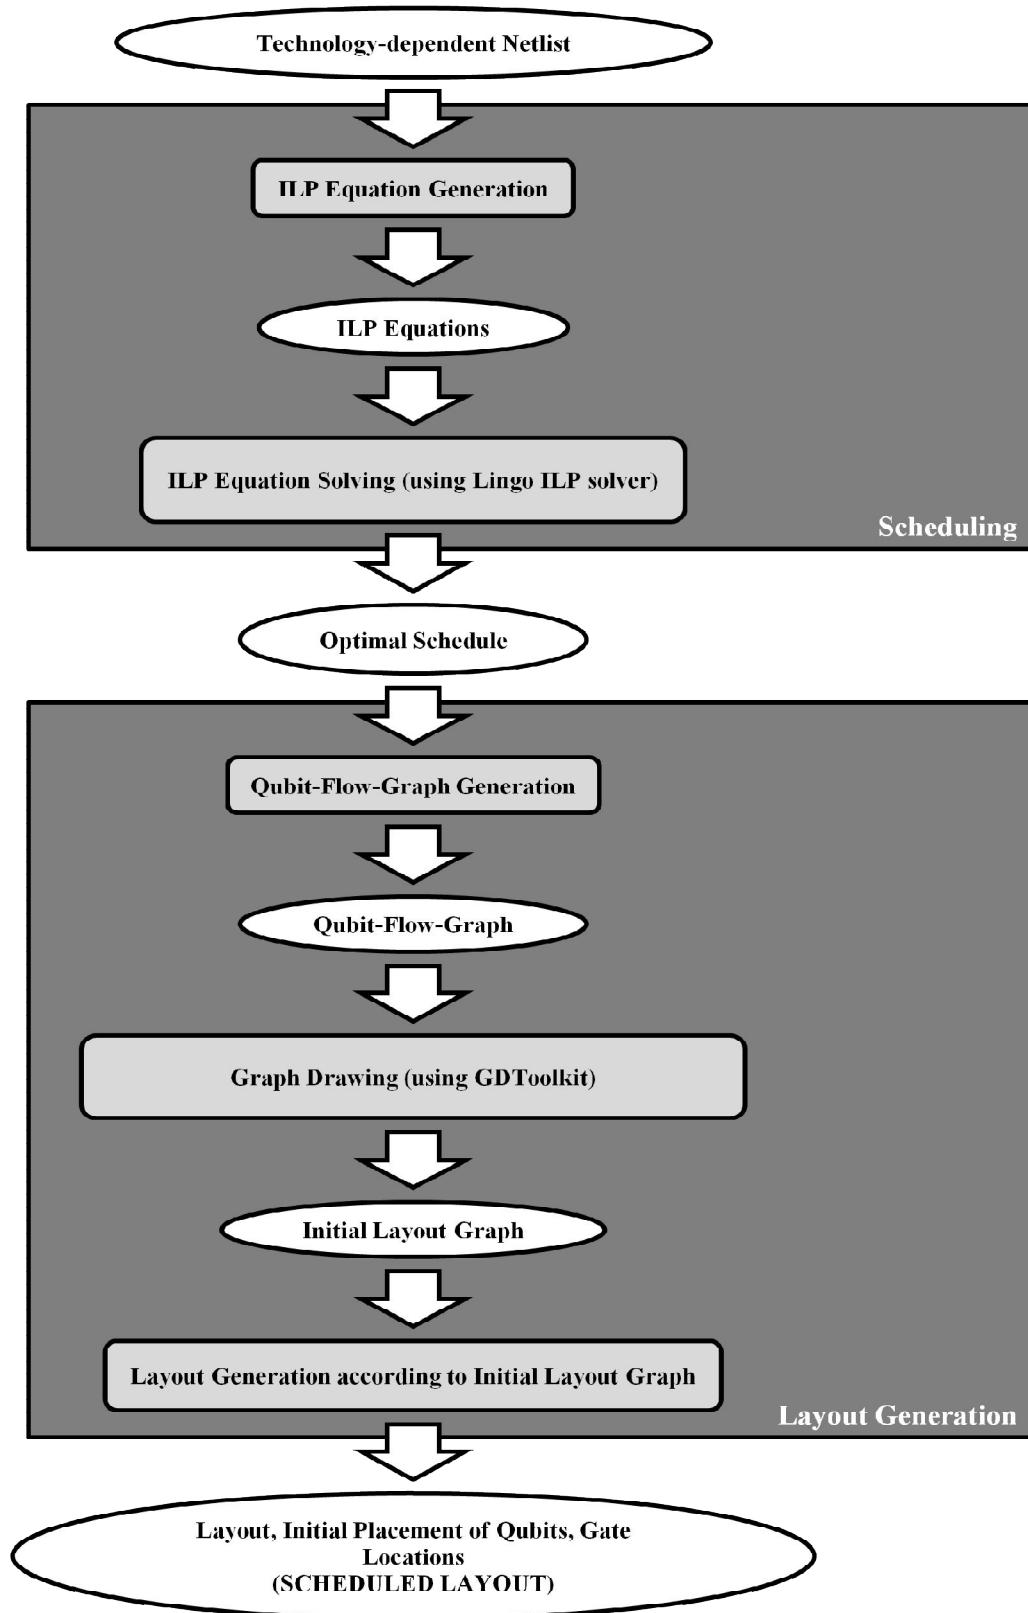 Technology-dependent Netlist
ILP Equation Generation
ILP Equations
ILP Equation Solving (using Lingo ILP solver)
Scheduling
Optimal Schedule
Qubit-Flow-Graph Generation
Qubit-Flow-Graph
Graph Drawing (using GDToolkit)
Initial Layout Graph
Layout Generation according to Initial Layout Graph
Layout Generation
Layout, Initial Placement of Qubits, Gate
Locations
(SCHEDULED LAYOUT)